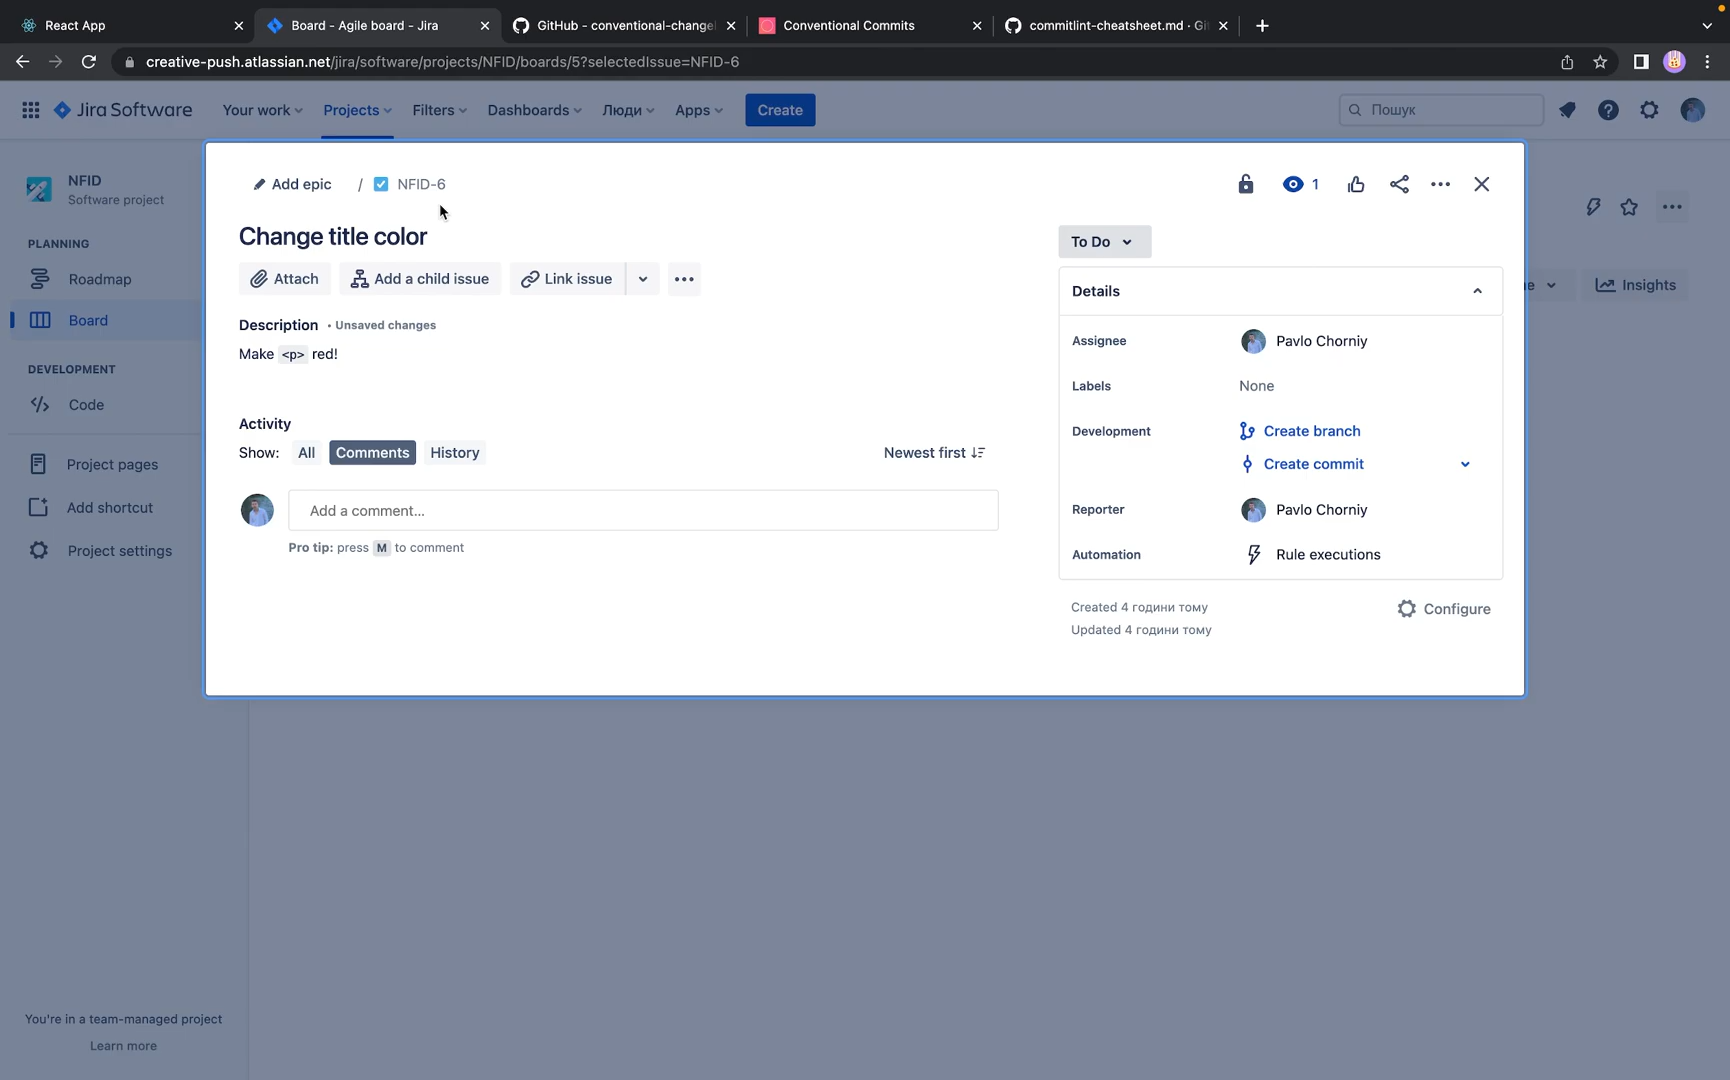 React App
Board - Agile board - Jira
GitHub - conventional-change
Conventional Commits
commitlint-cheatsheet.md · Gi
creative-push.atlassian.net/jira/software/projects/NFID/boards/5?selectedIssue=NFID-6
Jira Software
Your work
Projects
Filters
Dashboards
Люди
Apps
Create
Пошук
NFID
Software project
PLANNING
Roadmap
Board
DEVELOPMENT
Code
Project pages
Add shortcut
Project settings
You're in a team-managed project
Learn more
Insights
Add epic / NFID-6
1
Change title color
Attach
Add a child issue
Link issue
Description • Unsaved changes
Make <p> red!
Activity
Show: All Comments History
Newest first
Add a comment...
Pro tip: press M to comment
To Do
Details
Assignee Pavlo Chorniy
Labels None
Development Create branch
Create commit
Reporter Pavlo Chorniy
Automation Rule executions
Created 4 години тому
Updated 4 години тому
Configure